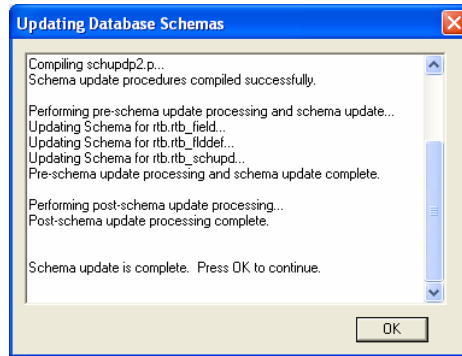 Updating Database Schemas
Compiling schupdp2.p...
Schema update procedures compiled successfully.
Performing pre-schema update processing and schema update...
Updating Schema for rtb.rtb_field...
Updating Schema for rtb.rtb_flddef...
Updating Schema for rtb.rtb_schupd...
Pre-schema update processing and schema update complete.
Performing post-schema update processing...
Post-schema update processing complete.
Schema update is complete.  Press OK to continue.
OK